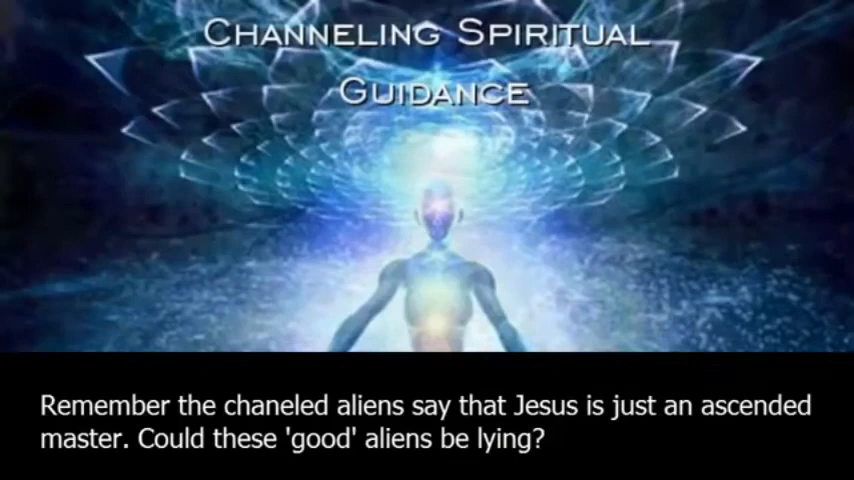 Channeling Spiritual
Guidance
Remember the chaneled aliens say that Jesus is just an ascended
master. Could these 'good' aliens be lying?